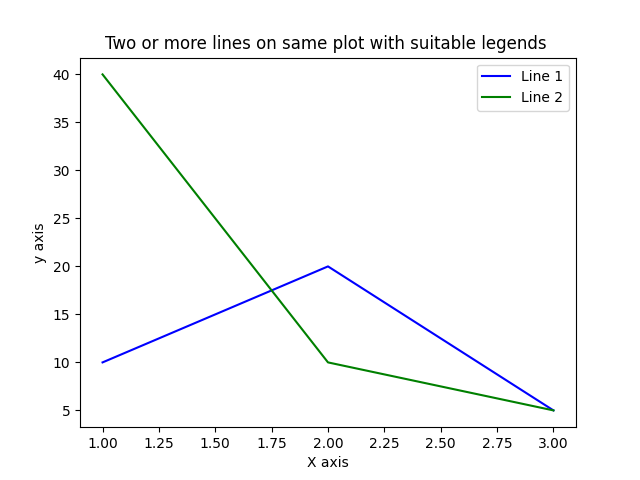 Two or more lines on same plot with suitable legends
Line 1
Line 2
40
35
30
25
20
15
10
5
y axis
1.00 1.25 1.50 1.75 2.00 2.25 2.50 2.75 3.00
X axis